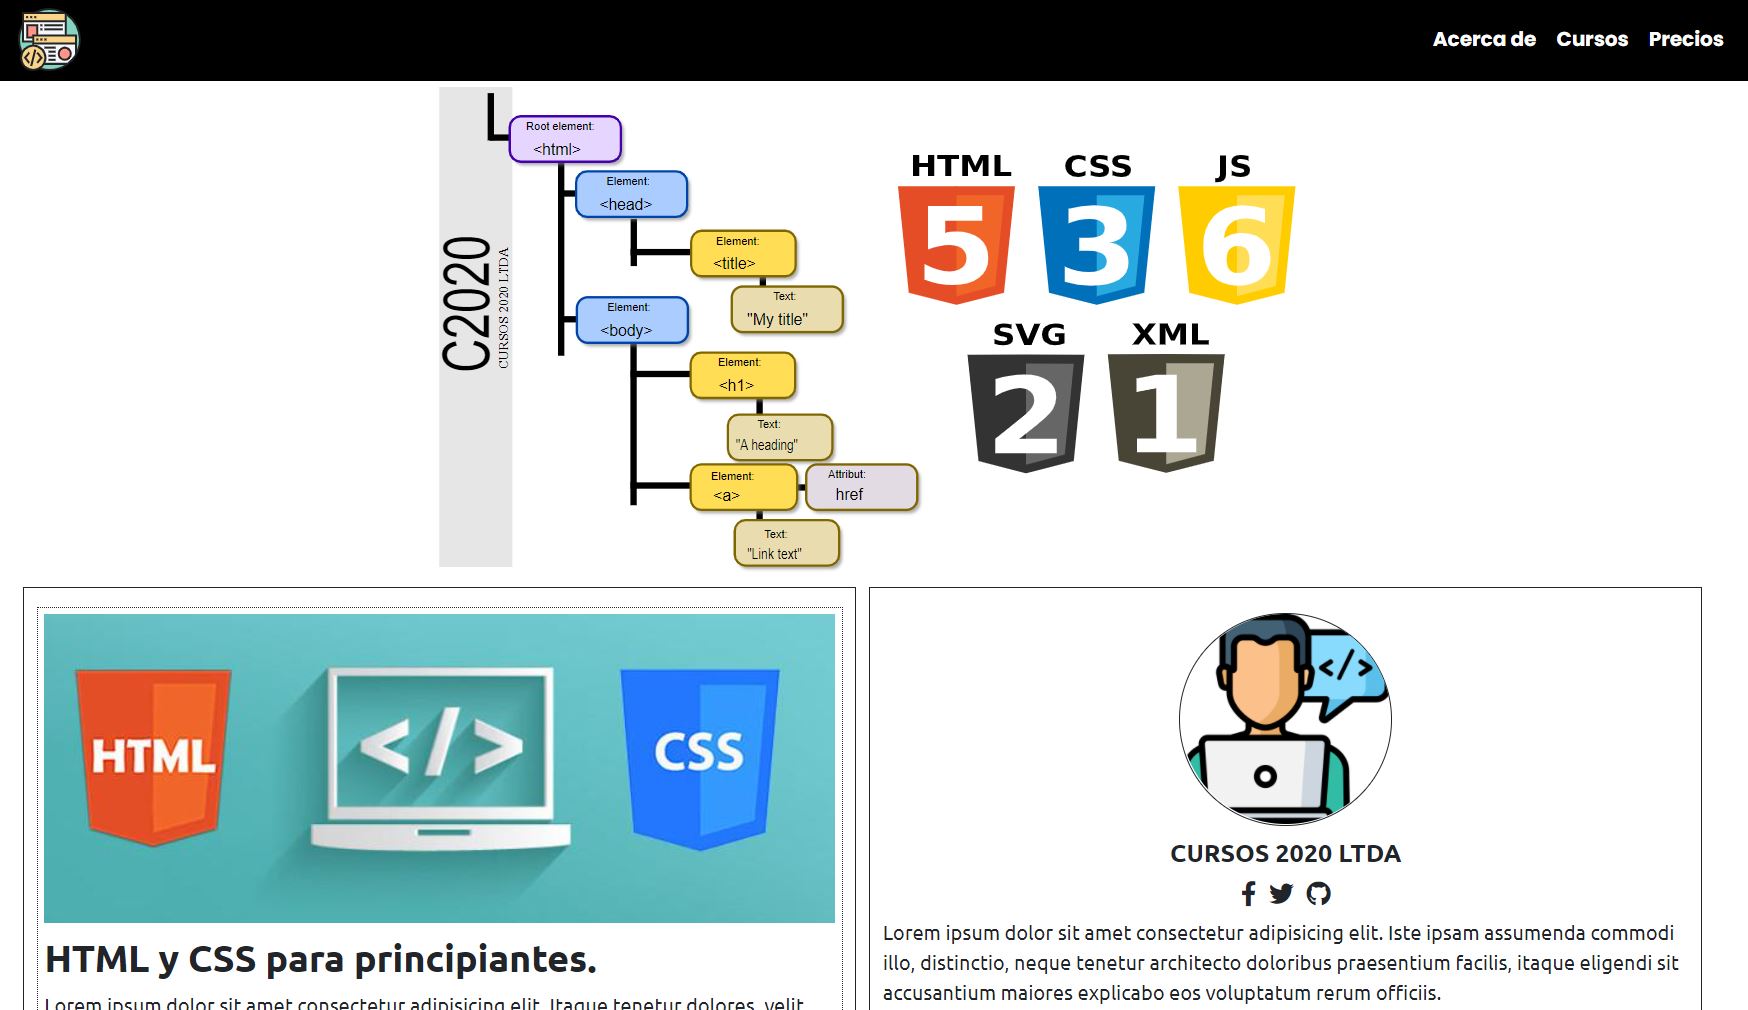 Acerca de Cursos Precios
C2020
CURSOS 2020 LTDA
Root element:
<html>
Element:
<head>
Element:
<title>
Text:
"My title"
Element:
<body>
Element:
<h1>
Text:
"A heading"
Element:
<a>
Attribut:
href
Text:
"Link text"
HTML CSS JS
5 3 6
SVG XML
2 1
HTML </> CSS
HTML y CSS para principiantes.
Lorem ipsum dolor sit amet consectetur adipisicing elit. Itaque tenetur dolores, velit
</>
CURSOS 2020 LTDA
Lorem ipsum dolor sit amet consectetur adipisicing elit. Iste ipsam assumenda commodi
illo, distinctio, neque tenetur architecto doloribus praesentium facilis, itaque eligendi sit
accusantium maiores explicabo eos voluptatum rerum officiis.